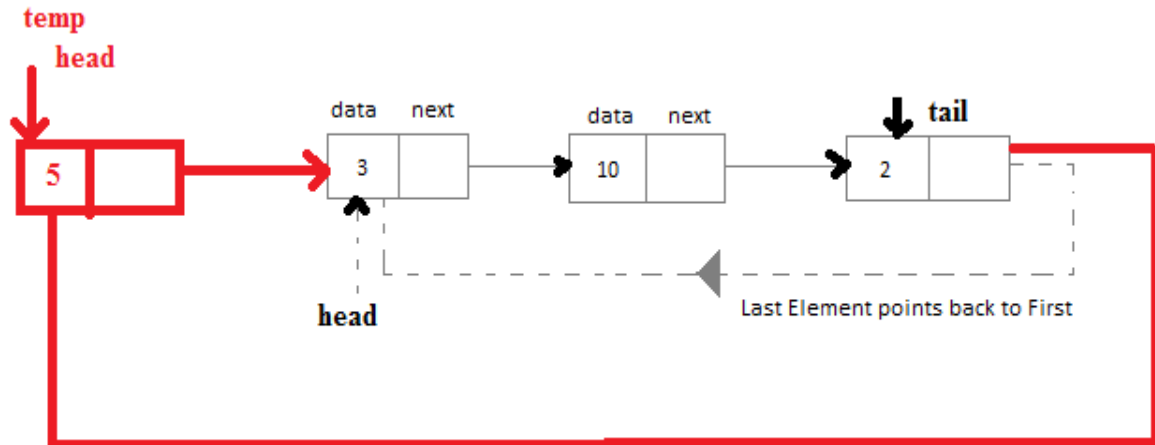 temp
head
data next
data next
tail
5
3
10
2
head
Last Element points back to First